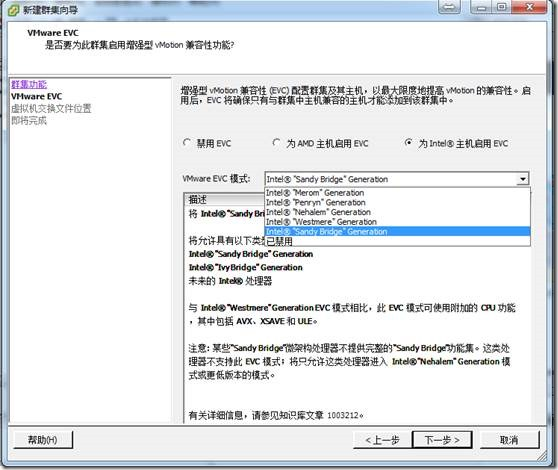 新建群集向导
VMware EVC
是否要为此群集启用增强型 vMotion 兼容性功能?
群集功能
VMware EVC
虚拟机交换文件位置
即将完成
增强型 vMotion 兼容性 (EVC) 配置群集及其主机，以最大限度地提高 vMotion 的兼容性。启
用后，EVC 将确保只有与群集中主机兼容的主机才能添加到该群集中。
禁用 EVC
为 AMD 主机启用 EVC
为 Intel® 主机启用 EVC
VMware EVC 模式:
Intel® "Sandy Bridge" Generation
Intel® "Merom" Generation
Intel® "Penryn" Generation
Intel® "Nehalem" Generation
Intel® "Westmere" Generation
Intel® "Sandy Bridge" Generation
已禁用
描述
将 Intel® "Sandy Bri
将允许具有以下类
Intel® "Sandy Bridge" Generation
Intel® "Ivy Bridge" Generation
未来的 Intel® 处理器
与 Intel® "Westmere" Generation EVC 模式相比，此 EVC 模式可使用附加的 CPU 功能
，其中包括 AVX、XSAVE 和 ULE。
注意: 某些"Sandy Bridge"微架构处理器不提供完整的"Sandy Bridge"功能集。这类处
理器不支持此 EVC 模式；将只允许这类处理器进入 Intel® "Nehalem" Generation 模
式或更低版本的模式。
有关详细信息，请参见知识库文章 1003212。
帮助(H)
< 上一步
下一步 >
取消